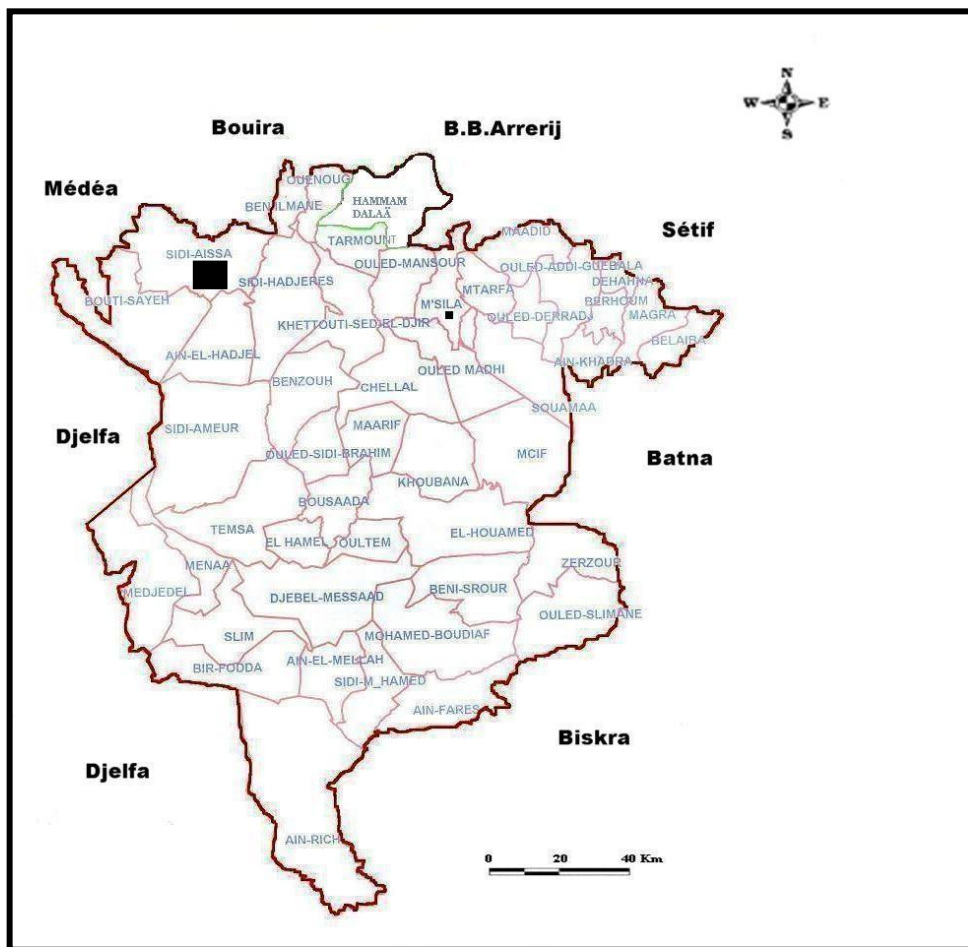 N
W E
S
Bouira
B.B.Arrerij
Médéa
Sétif
OUENOUG
BENIILMANE
HAMMAM
DALAÄ
TARMOUNT
MAADID
SIDI-AISSA
OULED-MANSOUR
OULED-ADDI-GUEBALA
DEHAHNA
SIDI-HADJERES
MTARFA
BOUTI-SAYEH
M'SILA
BERHOUM
MAGRA
KHETTOUTI-SED-EL-DJIR
OULED-DERRADJ
BELAIBA
AIN-EL-HADJEL
AIN-KHADRA
OULED MADHI
BENZOUH
CHELLAL
SOUAMAA
Djelfa
SIDI-AMEUR
MAARIF
OULED-SIDI-BRAHIM
MCIF
Batna
KHOUBANA
BOUSAADA
TEMSA
EL HAMEL
OULTEM
EL-HOUAMED
MENAA
ZERZOUR
MEDJEDEL
DJEBEL-MESSAAD
BENI-SROUR
OULED-SLIMANE
SLIM
MOHAMED-BOUDIAF
BIR-FODDA
AIN-EL-MELLAH
SIDI-M_HAMED
AIN-FARES
Biskra
Djelfa
AIN-RICH
0 20 40 Km